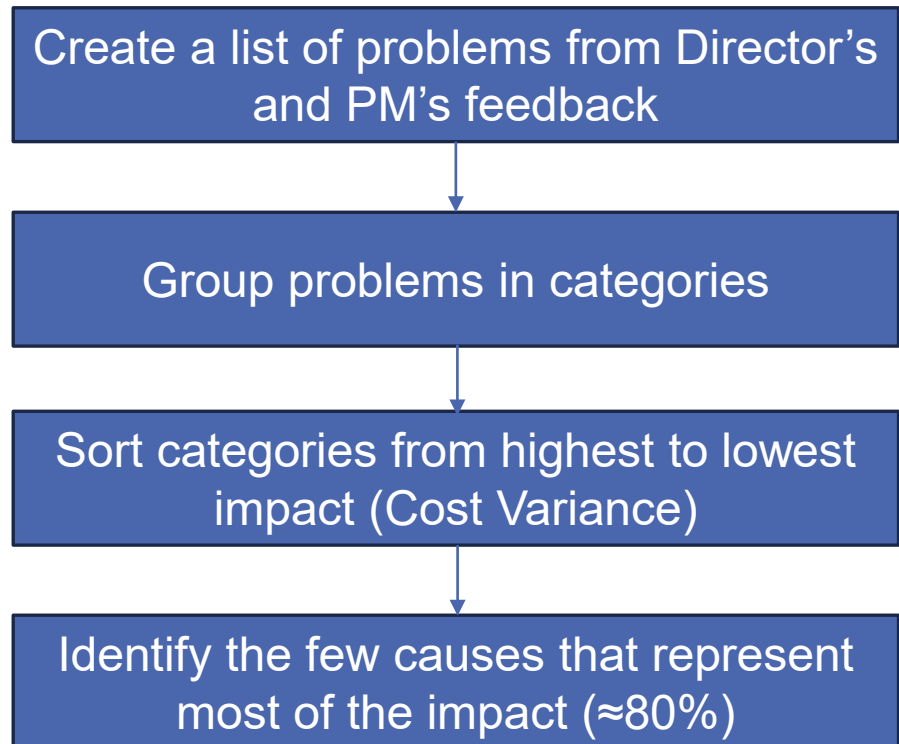 Create a list of problems from Director’s
and PM’s feedback
Group problems in categories
Sort categories from highest to lowest
impact (Cost Variance)
Identify the few causes that represent
most of the impact (≈80%)